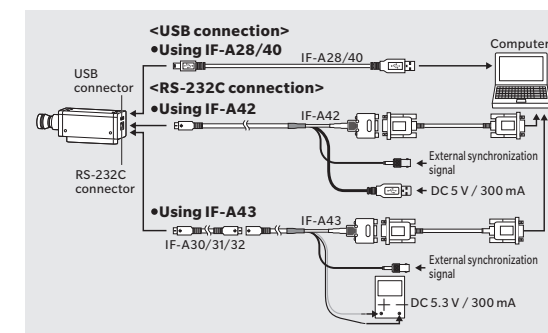 <USB connection>
•Using IF-A28/40
IF-A28/40
Computer
USB
connector
<RS-232C connection>
•Using IF-A42
IF-A42
External synchronization
signal
DC 5 V / 300 mA
RS-232C
connector
•Using IF-A43
IF-A43
IF-A30/31/32
External synchronization
signal
DC 5.3 V / 300 mA